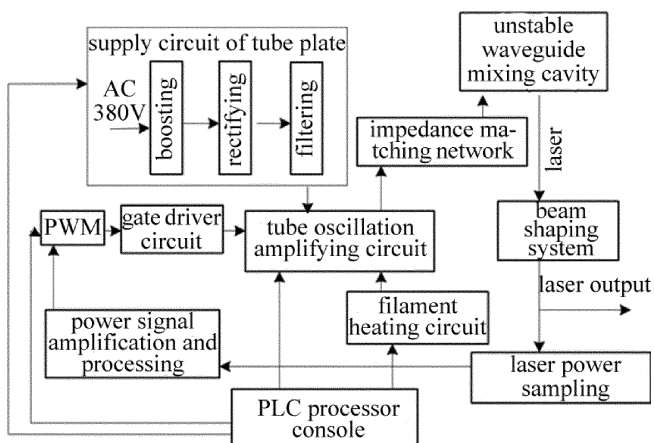 supply circuit of tube plate
AC
380V
boosting
rectifying
filtering
unstable
waveguide
mixing cavity
impedance ma-
tching network
laser
beam
shaping
system
laser output
PWM
gate driver
circuit
tube oscillation
amplifying circuit
filament
heating circuit
power signal
amplification and
processing
laser power
sampling
PLC processor
console